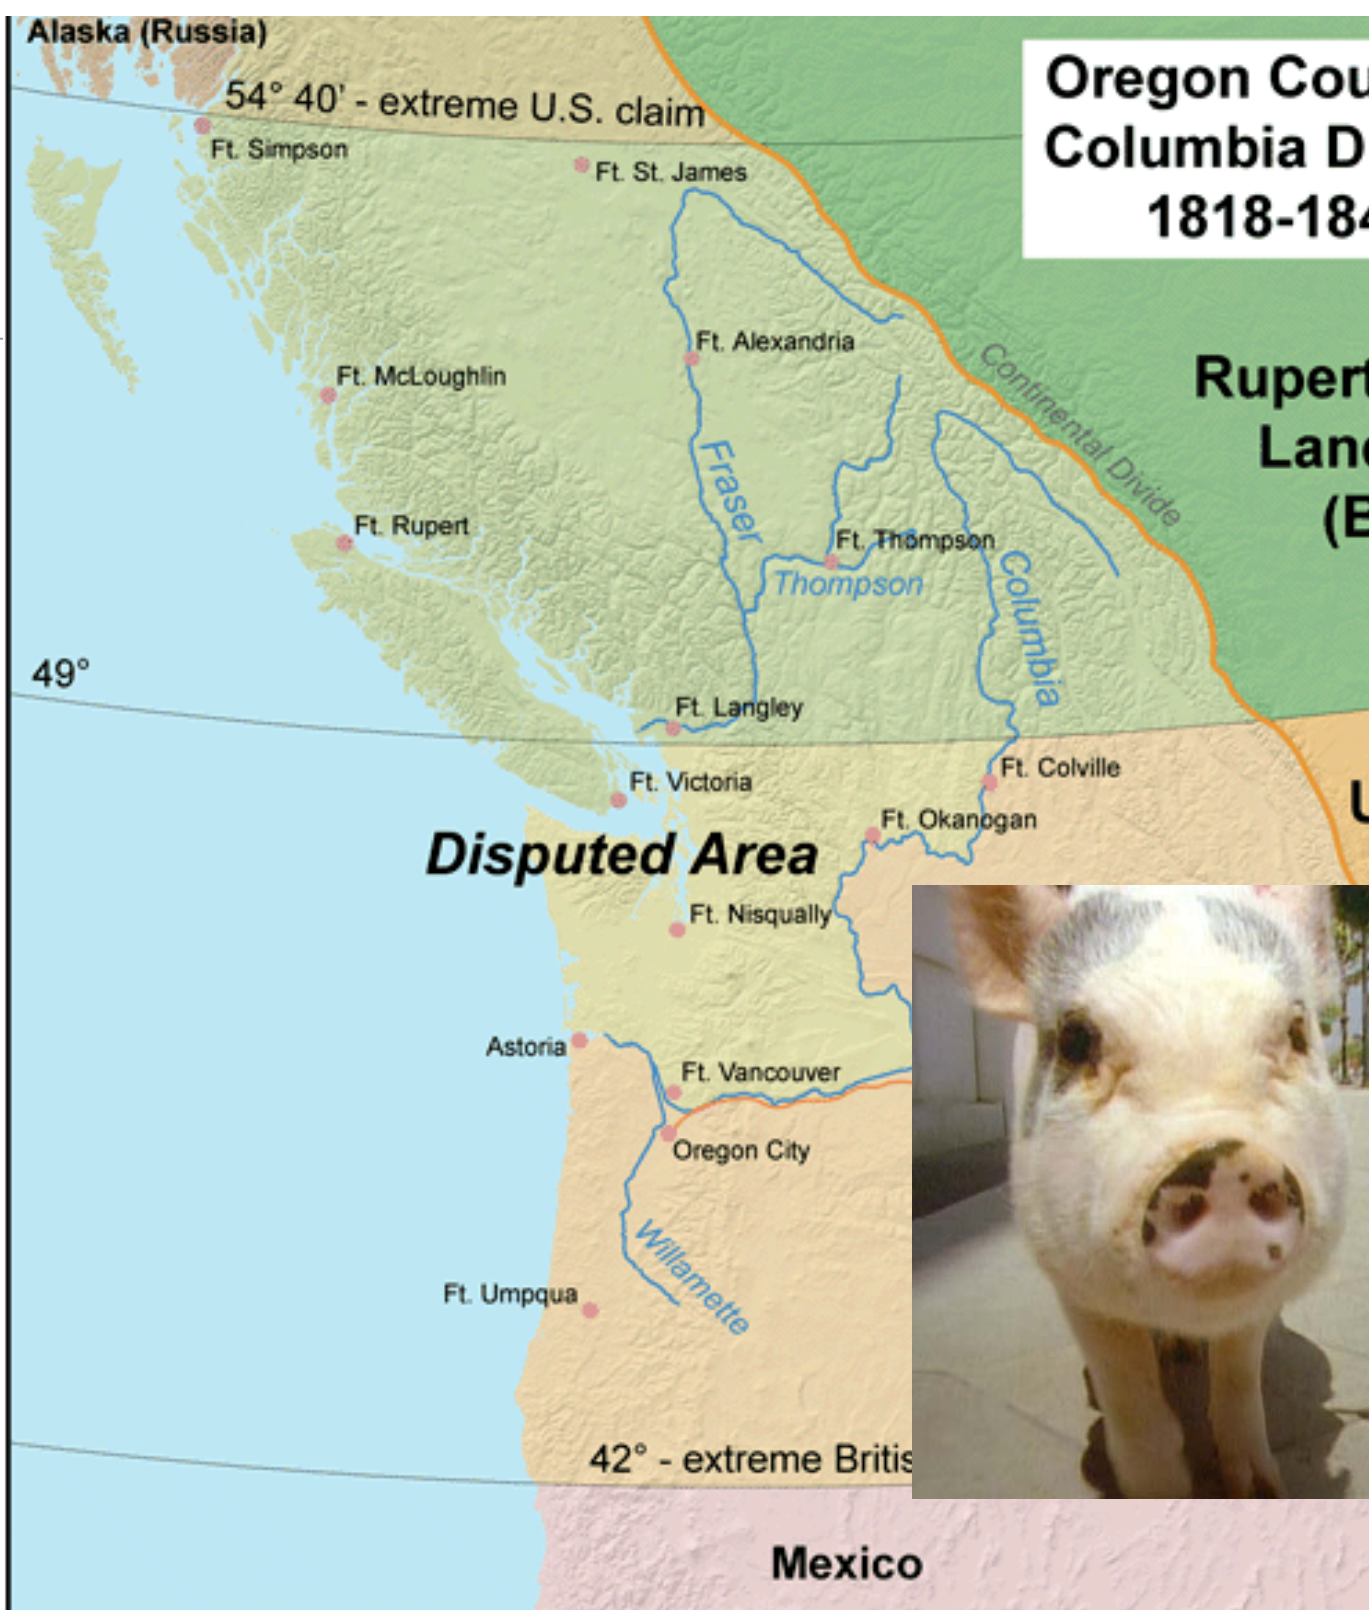 Alaska (Russia)
54° 40' - extreme U.S. claim
Oregon Cou
Columbia D
1818-184
Ft. Simpson
Ft. St. James
Ft. Alexandria
Continental Divide
Rupert
Land
(B
Ft. McLoughlin
Fraser
Ft. Rupert
Ft. Thompson
Thompson
Columbia
49°
Ft. Langley
Ft. Victoria
Ft. Colville
U
Ft. Okanogan
Disputed Area
Ft. Nisqually
Astoria
Ft. Vancouver
Oregon City
Willamette
Ft. Umpqua
42° - extreme Britis
Mexico